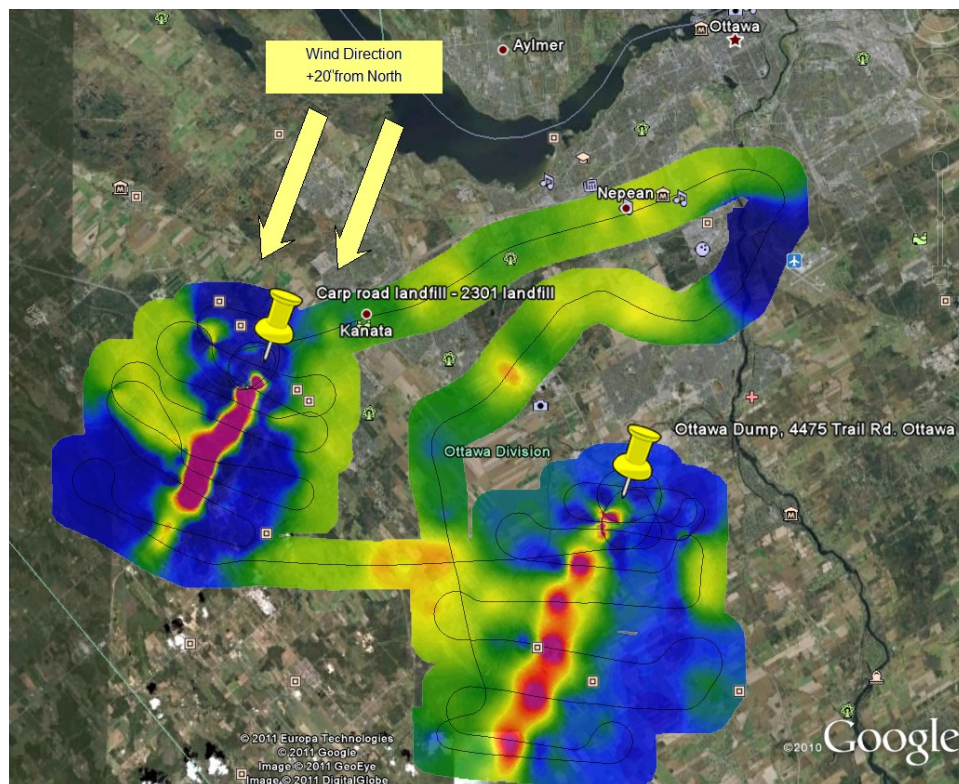 Ottawa
Aylmer
Wind Direction
+20°from North
Nepean
Carp road landfill - 2301 landfill
Kanata
Ottawa Dump, 4475 Trail Rd. Ottawa
Ottawa Division
© 2011 Europa Technologies
© 2011 Google
Image © 2011 GeoEye
Image © 2011 DigitalGlobe
©2010 Google